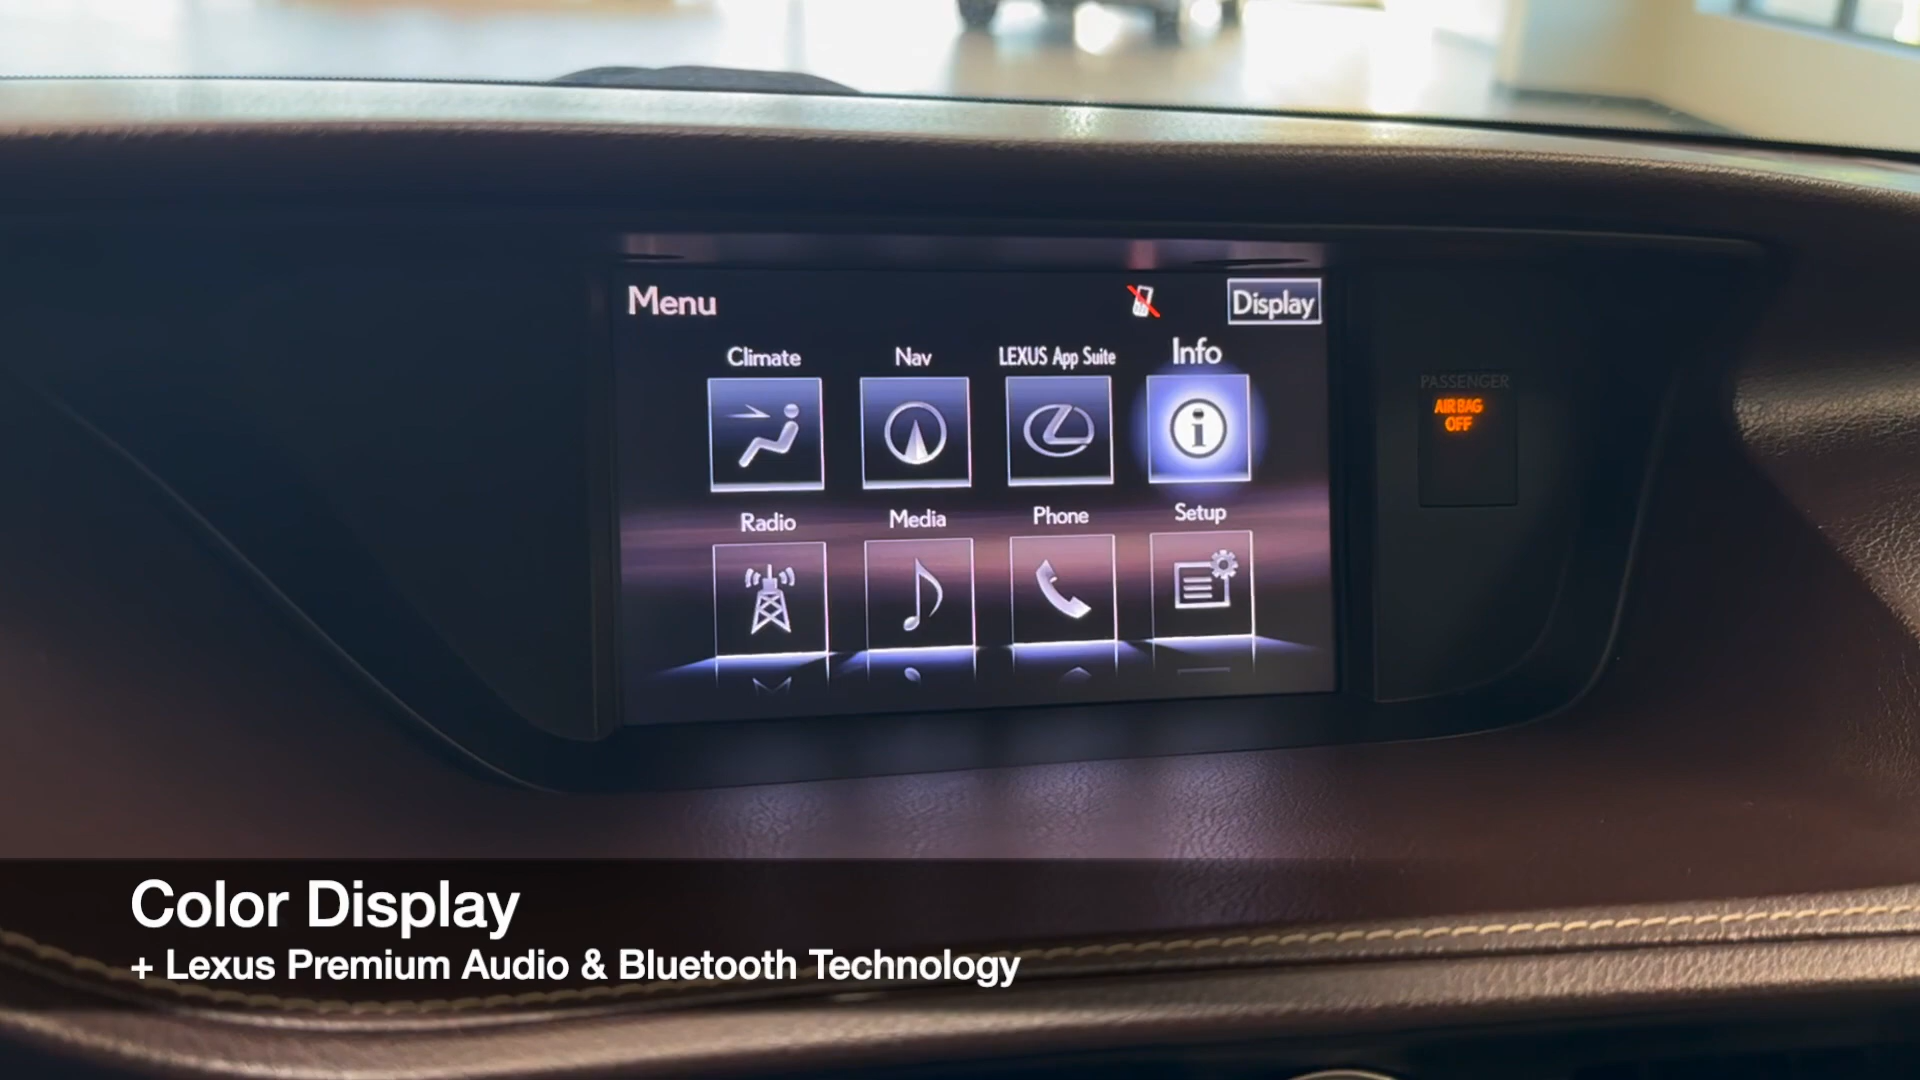 Menu
Display
Climate
Nav
LEXUS App Suite
Info
Radio
Media
Phone
Setup
PASSENGER
AIR BAG
OFF
Color Display
+ Lexus Premium Audio & Bluetooth Technology